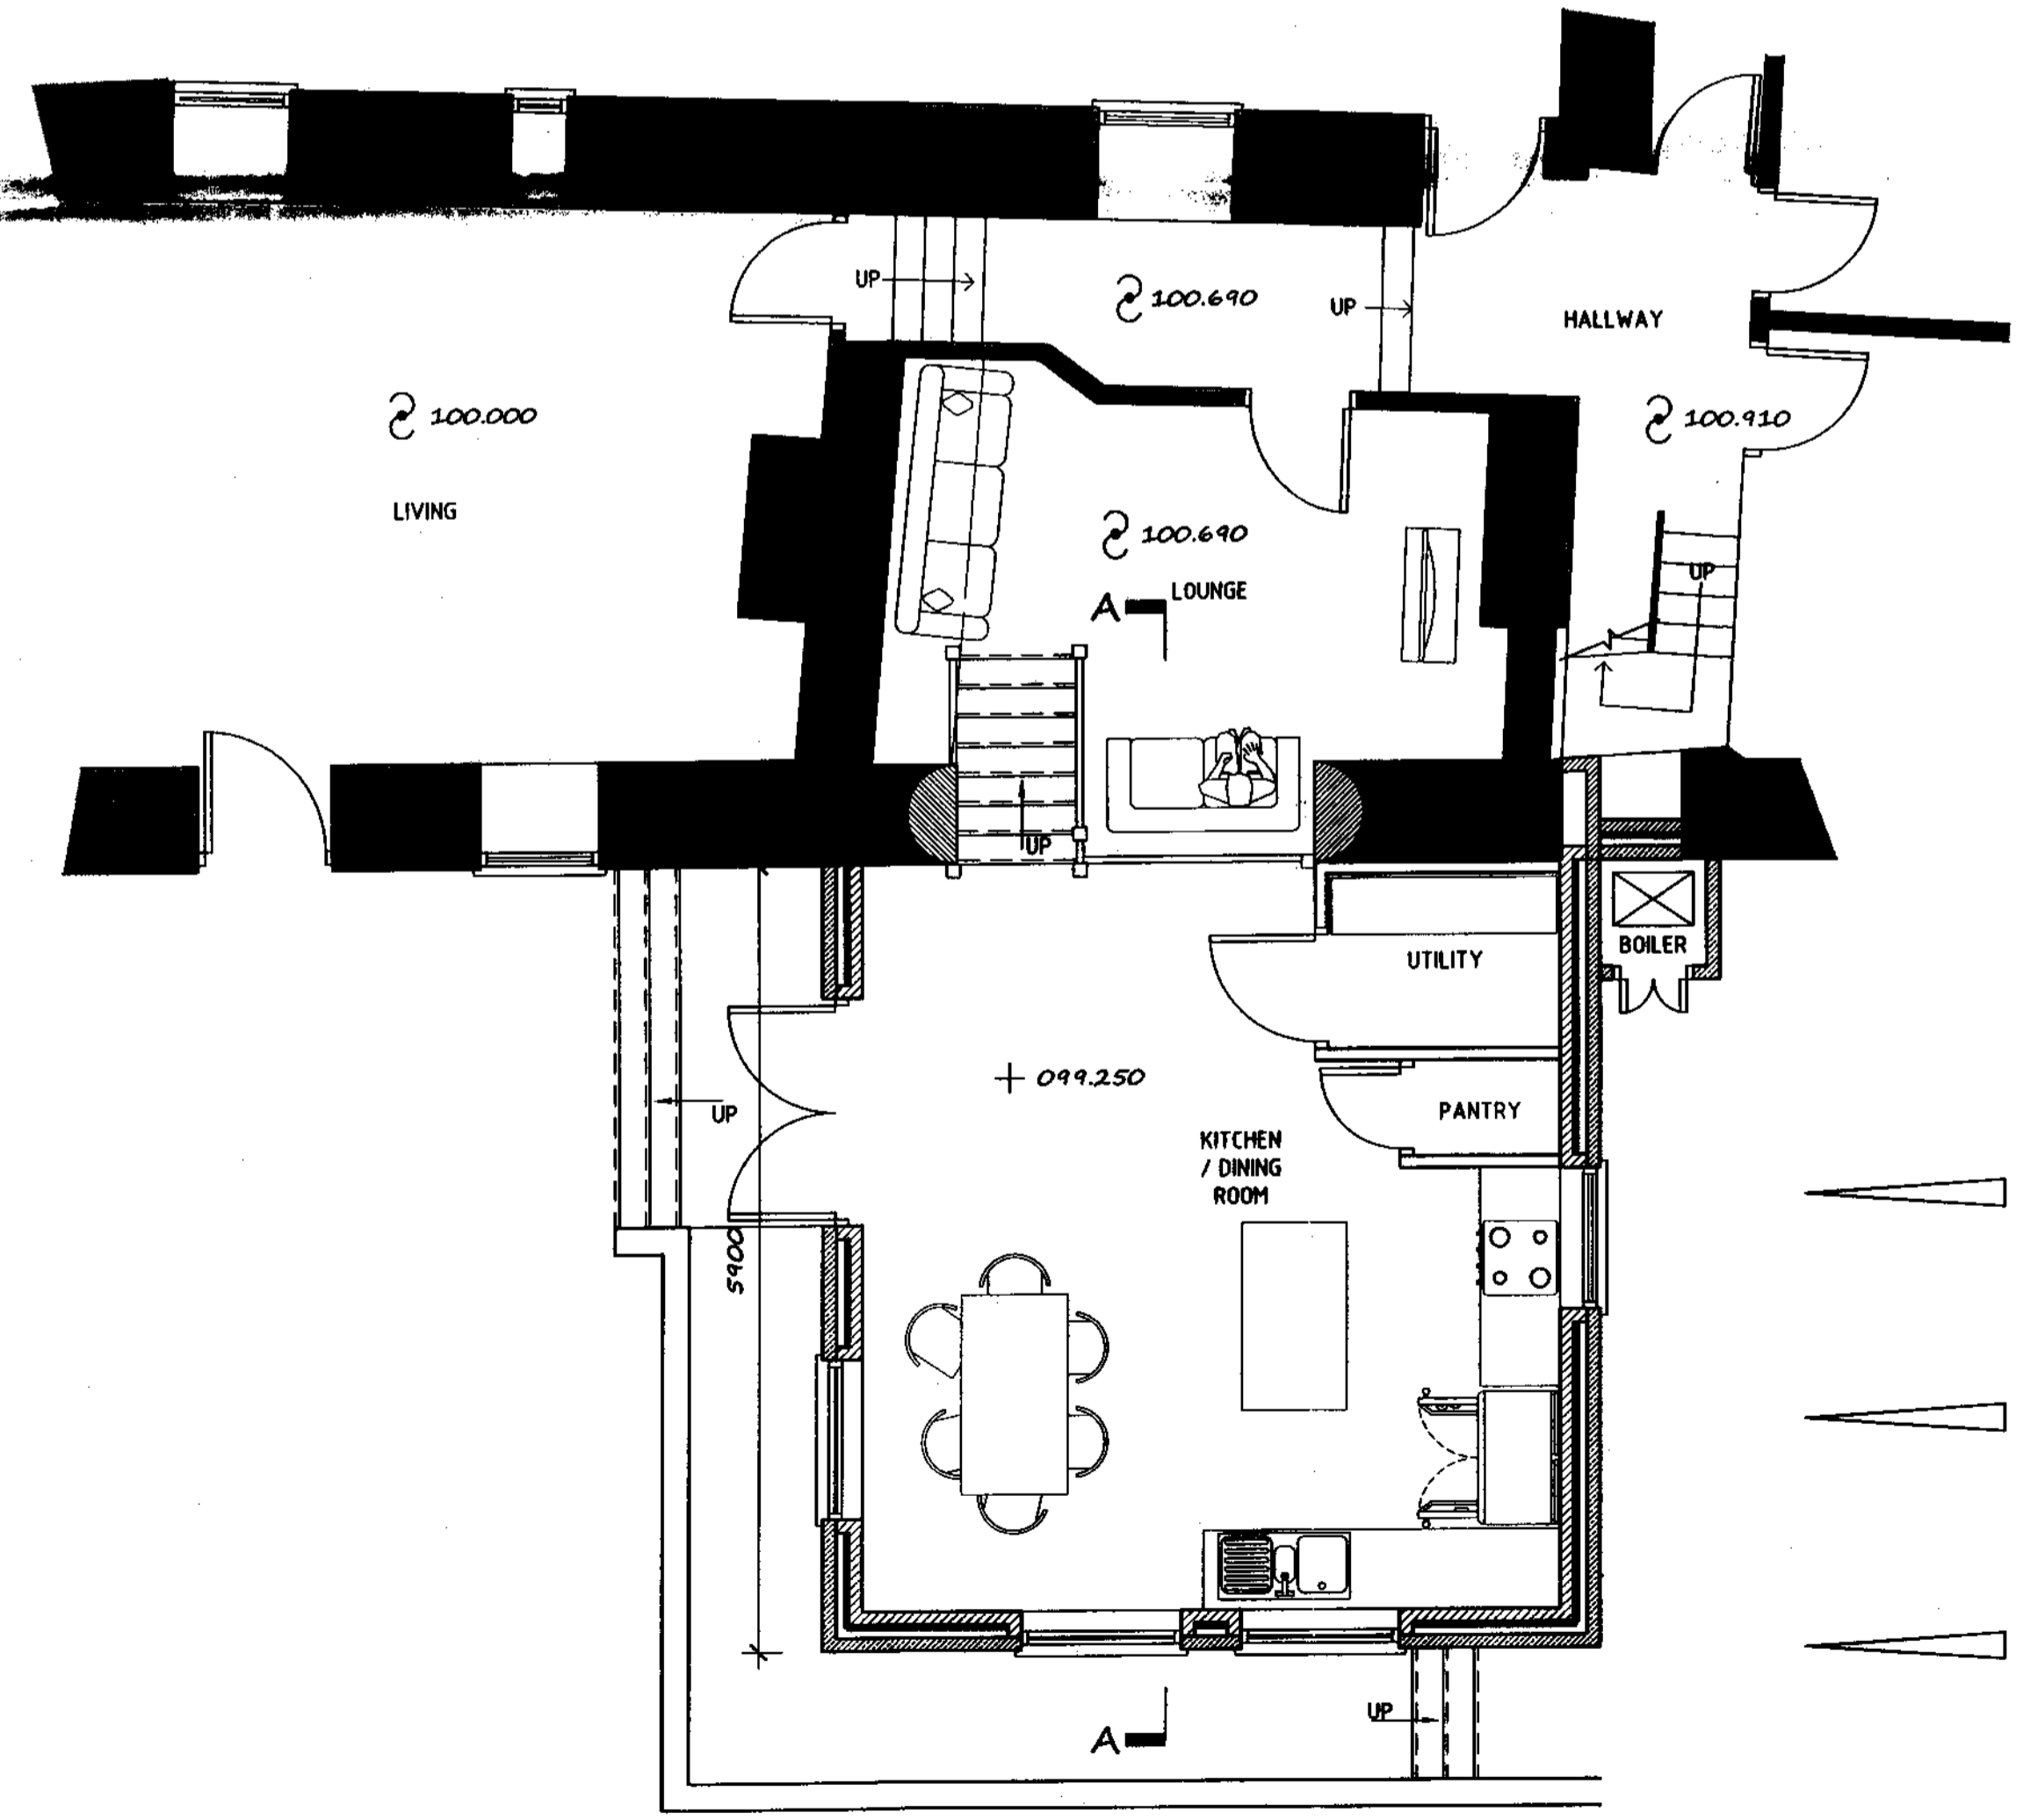 UP
100.690
UP
HALLWAY
100.000
100.910
LIVING
100.690
LOUNGE
A
UP
UP
BOILER
UTILITY
099.250
UP
PANTRY
KITCHEN
/ DINING
ROOM
5900
UP
A